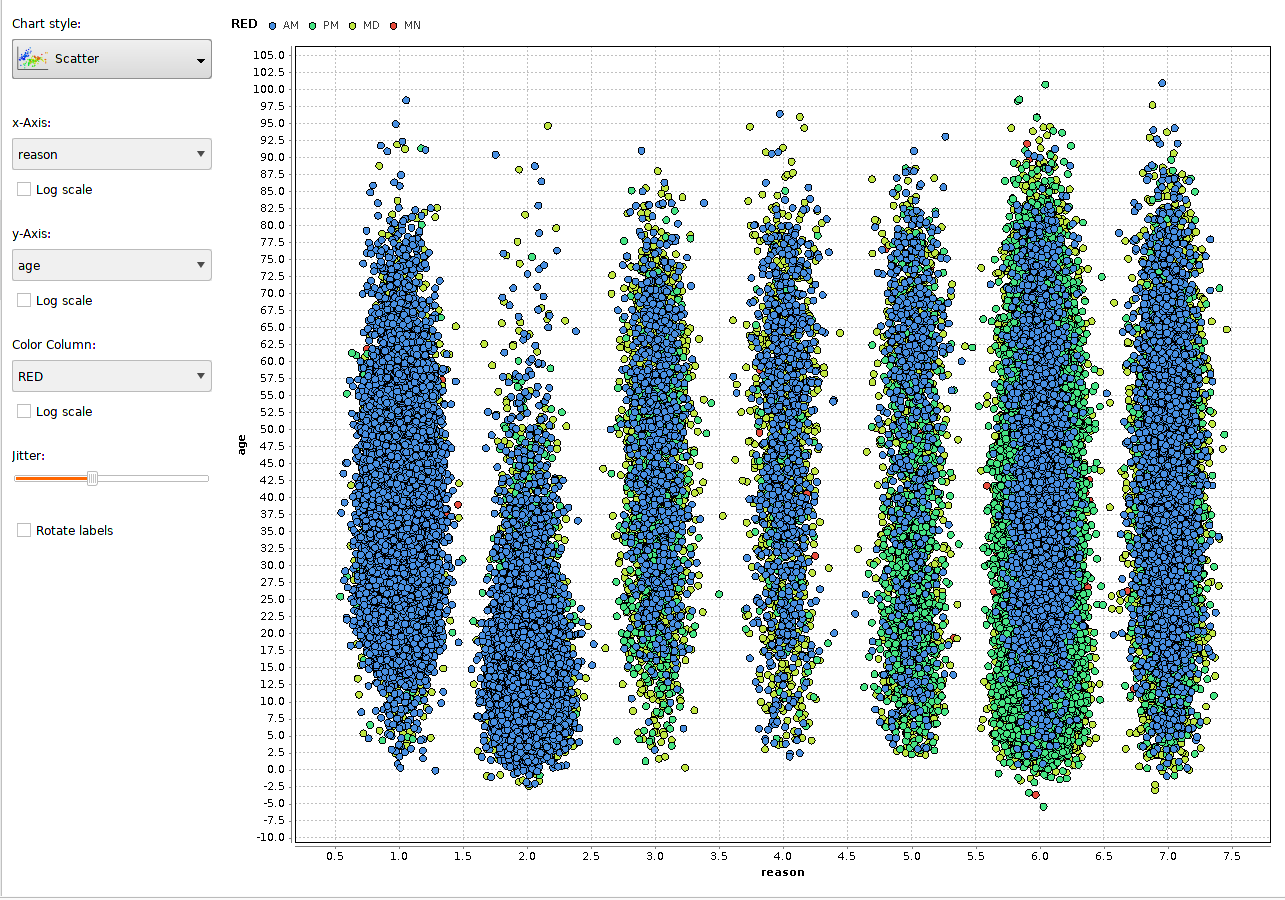 Chart style:
Scatter
x-Axis:
reason
Log scale
y-Axis:
age
Log scale
Color Column:
RED
Log scale
Jitter:
Rotate labels
RED AM PM MD MN
105.0
102.5
100.0
97.5
95.0
92.5
90.0
87.5
85.0
82.5
80.0
77.5
75.0
72.5
70.0
67.5
65.0
62.5
60.0
57.5
55.0
52.5
50.0
47.5
45.0
42.5
40.0
37.5
35.0
32.5
30.0
27.5
25.0
22.5
20.0
17.5
15.0
12.5
10.0
7.5
5.0
2.5
0.0
-2.5
-5.0
-7.5
-10.0
age
0.5 1.0 1.5 2.0 2.5 3.0 3.5 4.0 4.5 5.0 5.5 6.0 6.5 7.0 7.5
reason